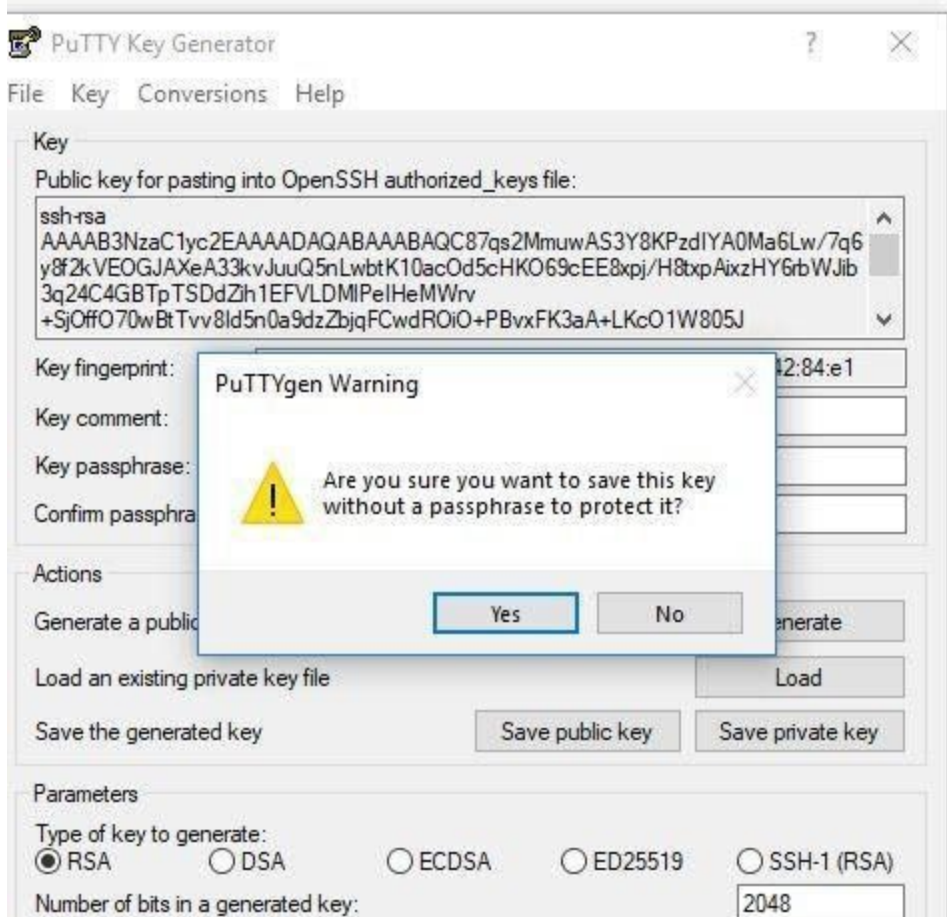 PuTTY Key Generator
?
File Key Conversions Help
Key
Public key for pasting into OpenSSH authorized_keys file:
ssh-rsa
AAAAB3NzaC1yc2EAAAADAQABAAABAQC87qs2MmuwAS3Y8KPzdIYA0Ma6Lw/7q6
y8f2kVEOGJAXeA33kvJuuQ5nLwbtK10acOd5cHKO69cEE8xpj/H8txpAixzHY6rbWJib
3q24C4GBTpTSDdZih1EFVLDMlPelHeMWrv
+SjOffO70wBtTvv8Id5n0a9dzZbjqFCwdROiO+PBvxFK3aA+LKcO1W805J
Key fingerprint: 42:84:e1
PuTTYgen Warning
Key comment:
Key passphrase:
Confirm passphra
Are you sure you want to save this key
without a passphrase to protect it?
Yes No
Actions
Generate a public enerate
Load an existing private key file Load
Save the generated key Save public key Save private key
Parameters
Type of key to generate:
RSA DSA ECDSA ED25519 SSH-1 (RSA)
Number of bits in a generated key: 2048